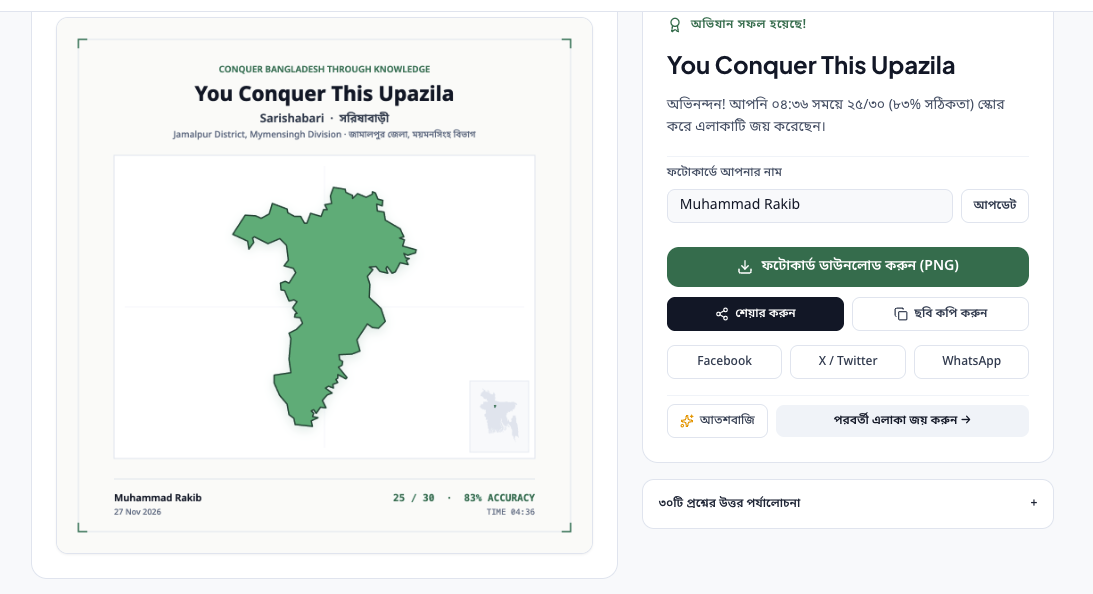 CONQUER BANGLADESH THROUGH KNOWLEDGE
You Conquer This Upazila
Sarishabari · সরিষাবাড়ী
Jamalpur District, Mymensingh Division · জামালপুর জেলা, ময়মনসিংহ বিভাগ
Muhammad Rakib
27 Nov 2026
25 / 30 · 83% ACCURACY
TIME 04:36
অভিযান সফল হয়েছে!
You Conquer This Upazila
অভিনন্দন! আপনি ০৪:৩৬ সময়ে ২৫/৩০ (৮৩% সঠিকতা) স্কোর
করে এলাকাটি জয় করেছেন।
ফটোকার্ডে আপনার নাম
Muhammad Rakib
আপডেট
ফটোকার্ড ডাউনলোড করুন (PNG)
শেয়ার করুন
ছবি কপি করুন
Facebook
X / Twitter
WhatsApp
আতশবাজি
পরবর্তী এলাকা জয় করুন →
৩০টি প্রশ্নের উত্তর পর্যালোচনা
+